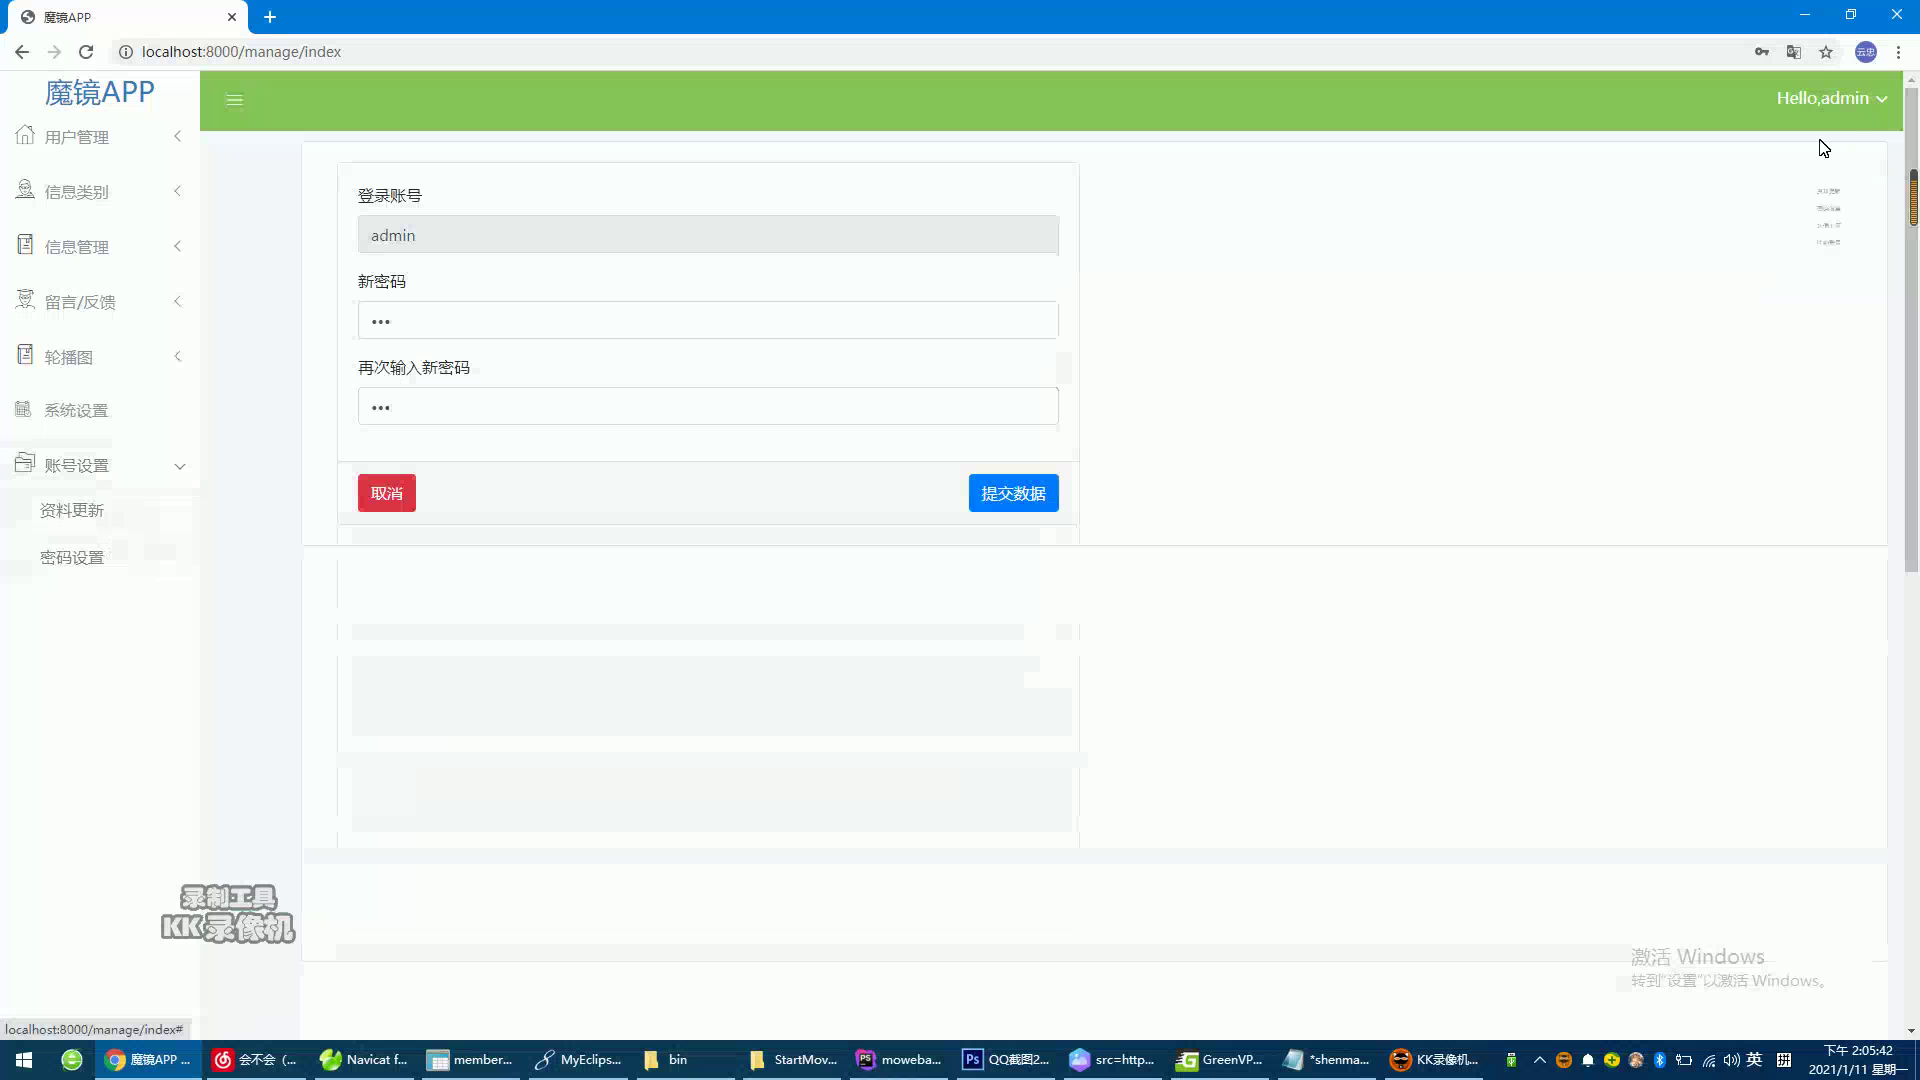 魔镜APP
localhost:8000/manage/index
云忠
魔镜APP
Hello,admin
用户管理
信息类别
信息管理
留言/反馈
轮播图
系统设置
账号设置
资料更新
密码设置
登录账号
admin
新密码
•••
再次输入新密码
•••
取消
提交数据
录制工具
KK录像机
激活 Windows
转到"设置"以激活 Windows。
localhost:8000/manage/index#
魔镜APP ...
会不会（...
Navicat f...
member...
MyEclips...
bin
StartMov...
moweba...
QQ截图2...
src=http...
GreenVP...
*shenma...
KK录像机...
英
拼
下午 2:05:42
2021/1/11 星期一